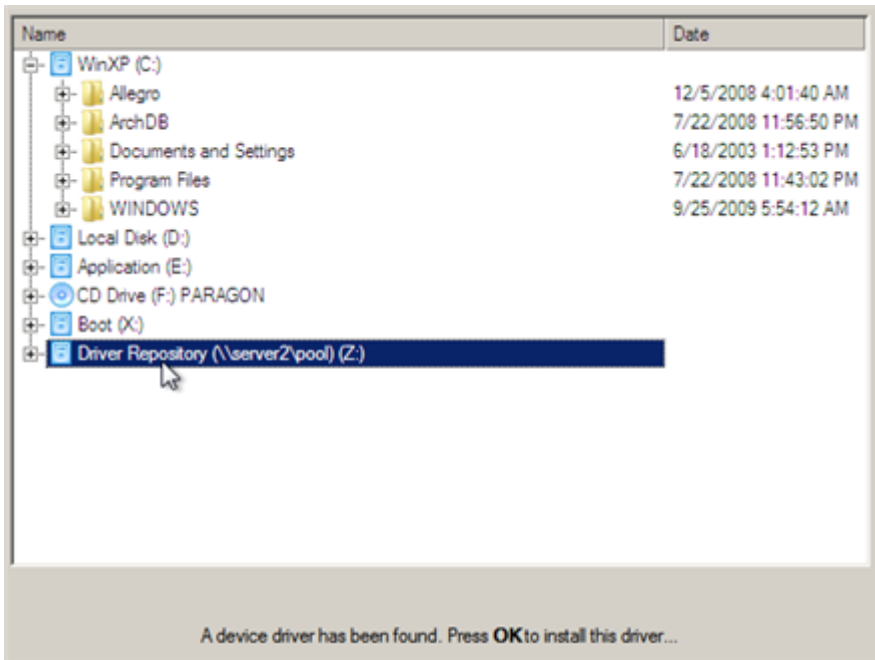 Name Date
WinXP (C:)
Allegro 12/5/2008 4:01:40 AM
ArchDB 7/22/2008 11:56:50 PM
Documents and Settings 6/18/2003 1:12:53 PM
Program Files 7/22/2008 11:43:02 PM
WINDOWS 9/25/2009 5:54:12 AM
Local Disk (D:)
Application (E:)
CD Drive (F:) PARAGON
Boot (X:)
Driver Repository (\\server2\pool) (Z:)
A device driver has been found. Press OK to install this driver...